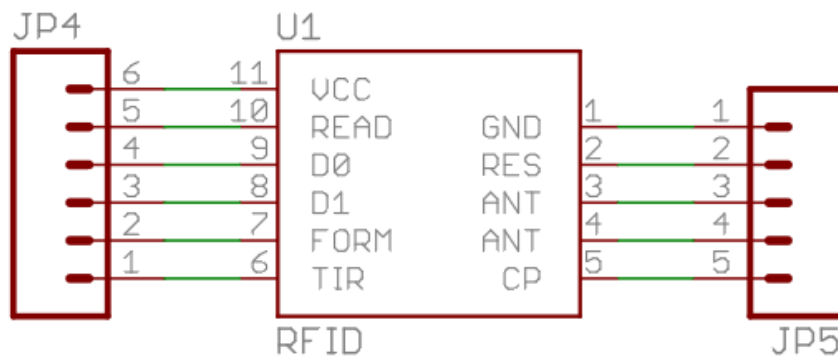 JP4 U1
6 11 VCC
5 10 READ GND 1 1
4 9 D0 RES 2 2
3 8 D1 ANT 3 3
2 7 FORM ANT 4 4
1 6 TIR CP 5 5
RFID JP5